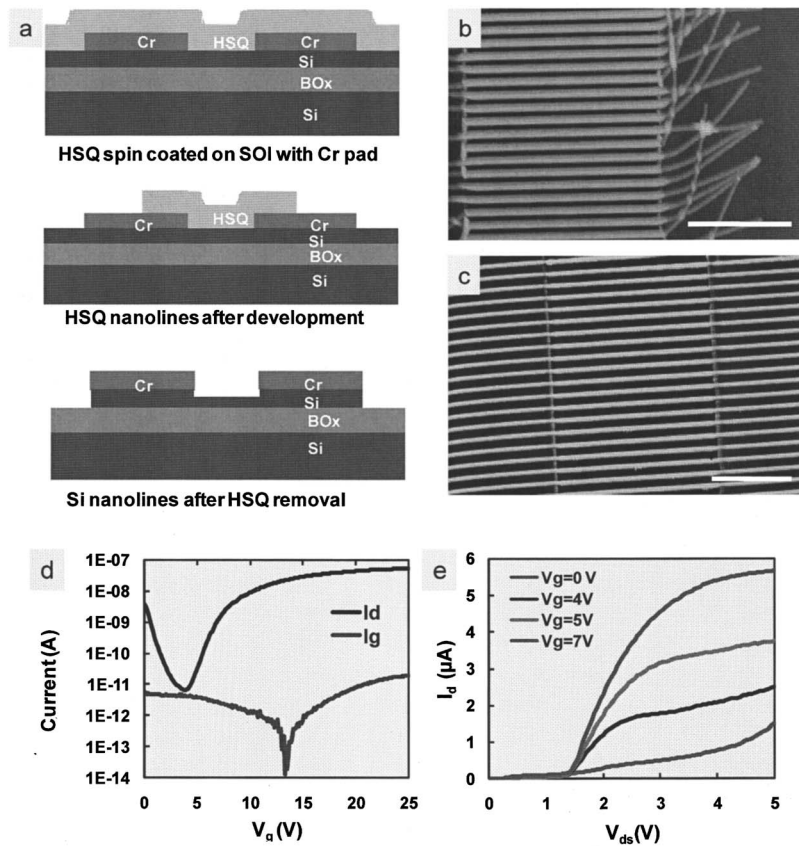 a
Cr
HSQ
Cr
Si
BOx
Si
HSQ spin coated on SOI with Cr pad
Cr
HSQ
Cr
Si
BOx
Si
HSQ nanolines after development
Cr
Cr
Si
BOx
Si
Si nanolines after HSQ removal
b
c
d
1E-07
1E-08
1E-09
1E-10
1E-11
1E-12
1E-13
1E-14
Current (A)
Id
Ig
0
5
10
15
20
25
Vg (V)
e
6
5
4
3
2
1
0
Id (µA)
Vg=0 V
Vg=4V
Vg=5V
Vg=7V
0
1
2
3
4
5
Vds(V)